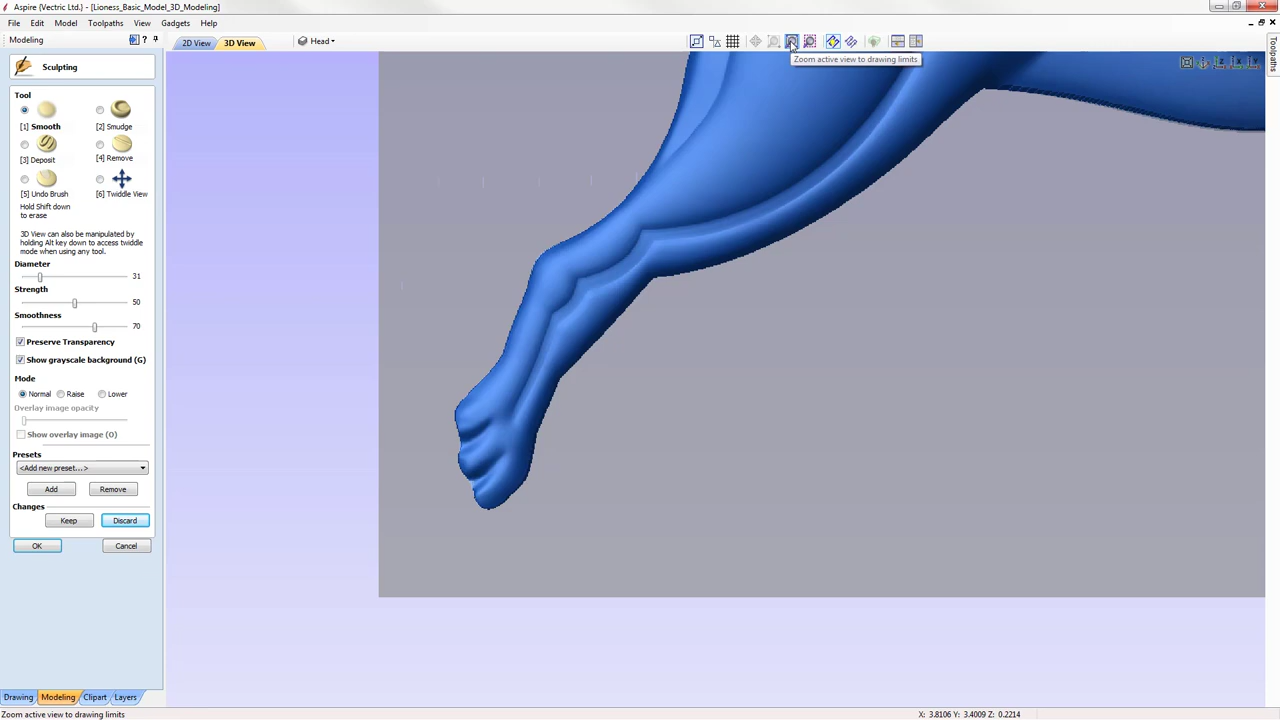 Aspire (Vectric Ltd.) - [Lioness_Basic_Model_3D_Modeling]
File Edit Model Toolpaths View Gadgets Help
Modeling
2D View 3D View Head
Zoom active view to drawing limits
Toolpaths
Sculpting
Tool
[1] Smooth [2] Smudge
[3] Deposit [4] Remove
[5] Undo Brush [6] Twiddle View
Hold Shift down
to erase
3D View can also be manipulated by
holding Alt key down to access twiddle
mode when using any tool.
Diameter
31
Strength
50
Smoothness
70
Preserve Transparency
Show grayscale background (G)
Mode
Normal Raise Lower
Overlay image opacity
Show overlay image (O)
Presets
<Add new preset...>
Add Remove
Changes
Keep Discard
OK Cancel
Drawing Modeling Clipart Layers
Zoom active view to drawing limits
X: 3.8106 Y: 3.4009 Z: 0.2214